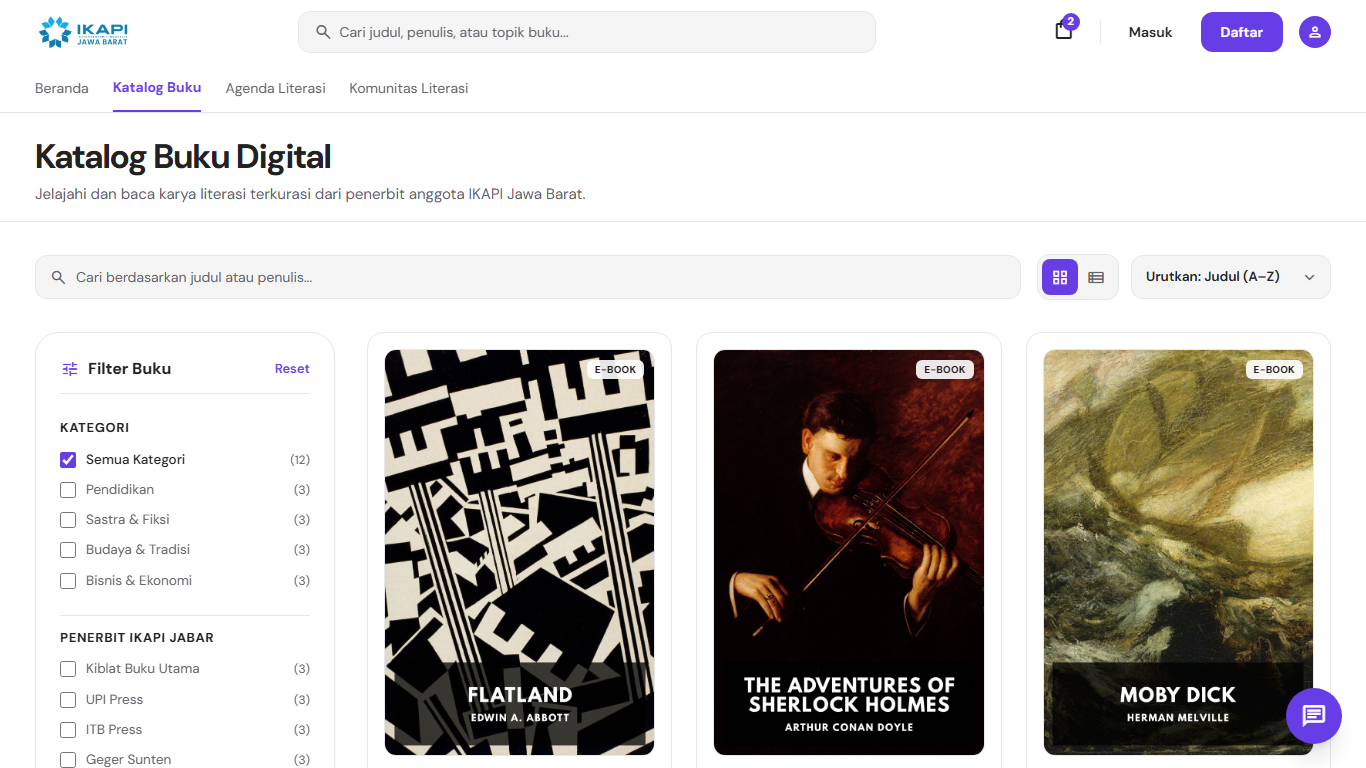 IKAPI
JAWA BARAT
Cari judul, penulis, atau topik buku...
2
Masuk
Daftar
Beranda
Katalog Buku
Agenda Literasi
Komunitas Literasi
Katalog Buku Digital
Jelajahi dan baca karya literasi terkurasi dari penerbit anggota IKAPI Jawa Barat.
Cari berdasarkan judul atau penulis...
Urutkan: Judul (A–Z)
Filter Buku
Reset
KATEGORI
Semua Kategori (12)
Pendidikan (3)
Sastra & Fiksi (3)
Budaya & Tradisi (3)
Bisnis & Ekonomi (3)
PENERBIT IKAPI JABAR
Kiblat Buku Utama (3)
UPI Press (3)
ITB Press (3)
Geger Sunten (3)
E-BOOK
FLATLAND
EDWIN A. ABBOTT
E-BOOK
THE ADVENTURES OF
SHERLOCK HOLMES
ARTHUR CONAN DOYLE
E-BOOK
MOBY DICK
HERMAN MELVILLE